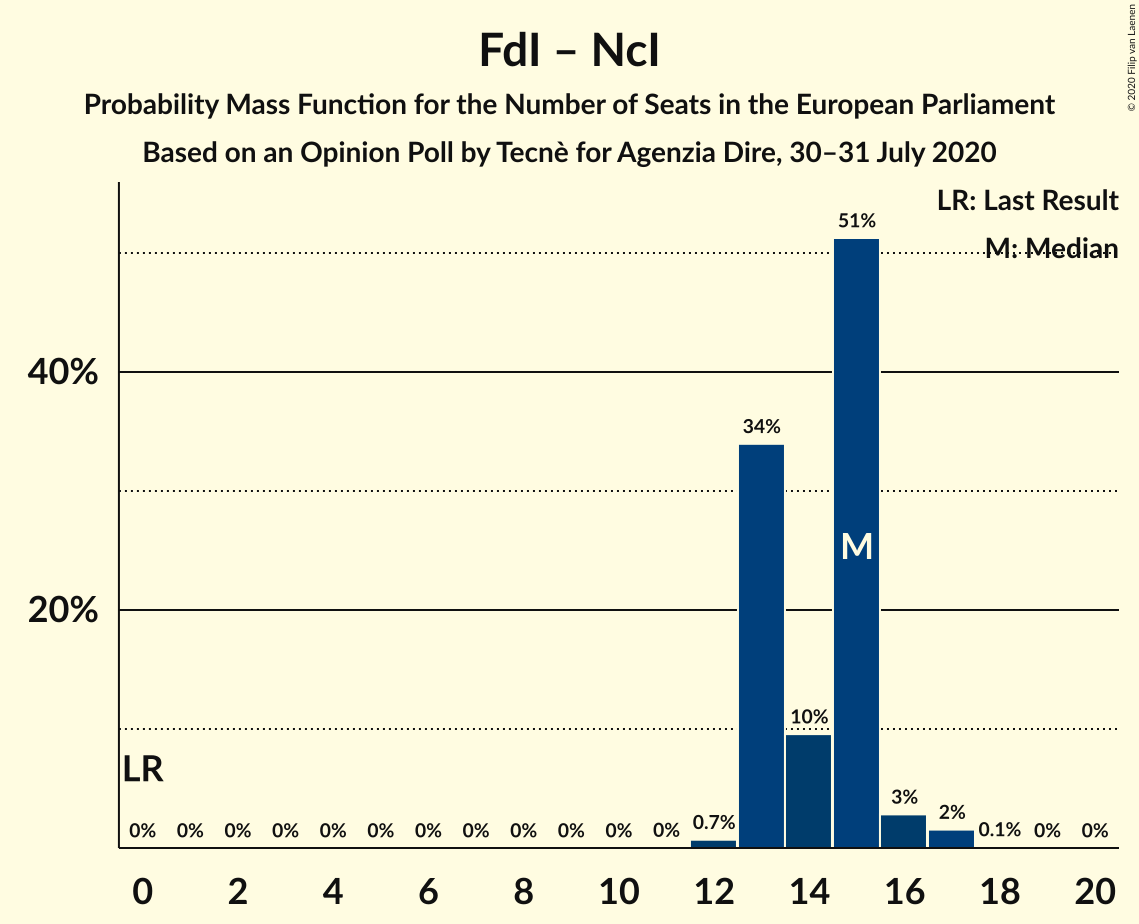 FdI – NcI
Probability Mass Function for the Number of Seats in the European Parliament
Based on an Opinion Poll by Tecnè for Agenzia Dire, 30–31 July 2020
© 2020 Filip van Laenen
LR: Last Result
M: Median
51%
40%
34%
M
20%
10%
LR
3%
2%
0% 0% 0% 0% 0% 0% 0% 0% 0% 0% 0% 0% 0.7% 0.1% 0% 0%
0 2 4 6 8 10 12 14 16 18 20